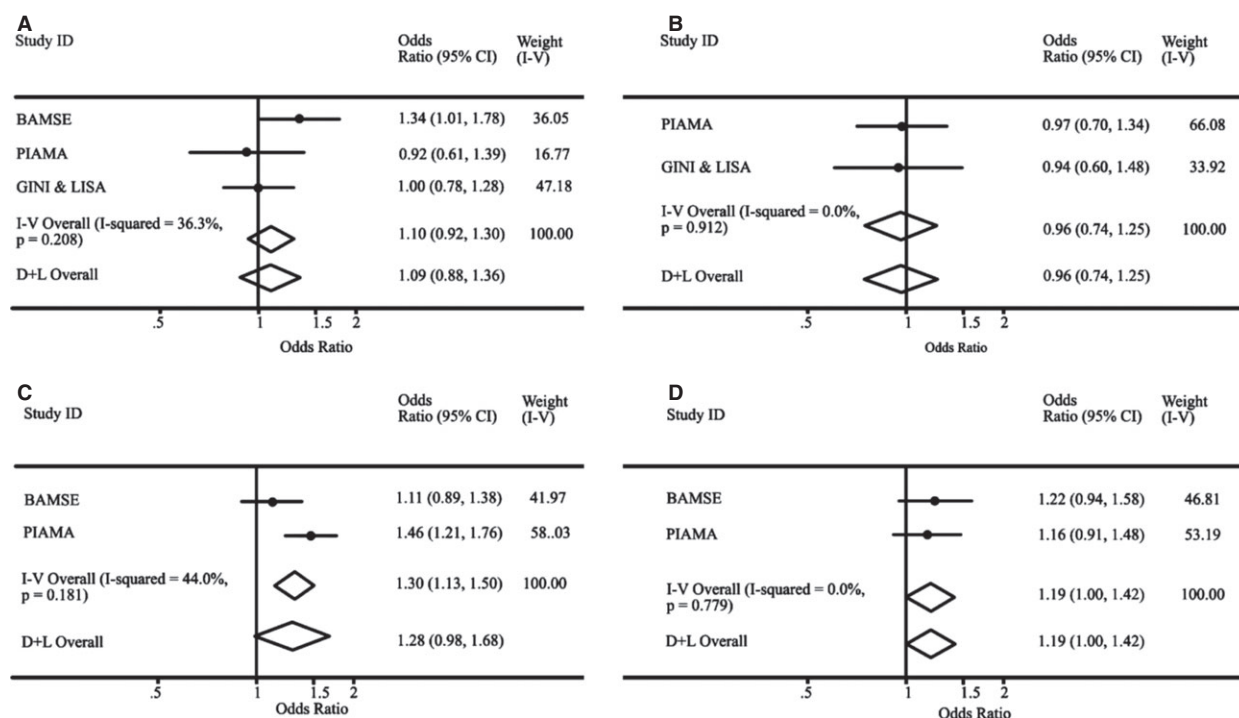 A
Study ID Odds Ratio (95% CI) Weight (I-V)
BAMSE 1.34 (1.01, 1.78) 36.05
PIAMA 0.92 (0.61, 1.39) 16.77
GINI & LISA 1.00 (0.78, 1.28) 47.18
I-V Overall (I-squared = 36.3%,
p = 0.208) 1.10 (0.92, 1.30) 100.00
D+L Overall 1.09 (0.88, 1.36)
.5 1 1.5 2
Odds Ratio
B
Study ID Odds Ratio (95% CI) Weight (I-V)
PIAMA 0.97 (0.70, 1.34) 66.08
GINI & LISA 0.94 (0.60, 1.48) 33.92
I-V Overall (I-squared = 0.0%,
p = 0.912) 0.96 (0.74, 1.25) 100.00
D+L Overall 0.96 (0.74, 1.25)
.5 1 1.5 2
Odds Ratio
C
Study ID Odds Ratio (95% CI) Weight (I-V)
BAMSE 1.11 (0.89, 1.38) 41.97
PIAMA 1.46 (1.21, 1.76) 58..03
I-V Overall (I-squared = 44.0%,
p = 0.181) 1.30 (1.13, 1.50) 100.00
D+L Overall 1.28 (0.98, 1.68)
.5 1 1.5 2
Odds Ratio
D
Study ID Odds Ratio (95% CI) Weight (I-V)
BAMSE 1.22 (0.94, 1.58) 46.81
PIAMA 1.16 (0.91, 1.48) 53.19
I-V Overall (I-squared = 0.0%,
p = 0.779) 1.19 (1.00, 1.42) 100.00
D+L Overall 1.19 (1.00, 1.42)
.5 1 1.5 2
Odds Ratio